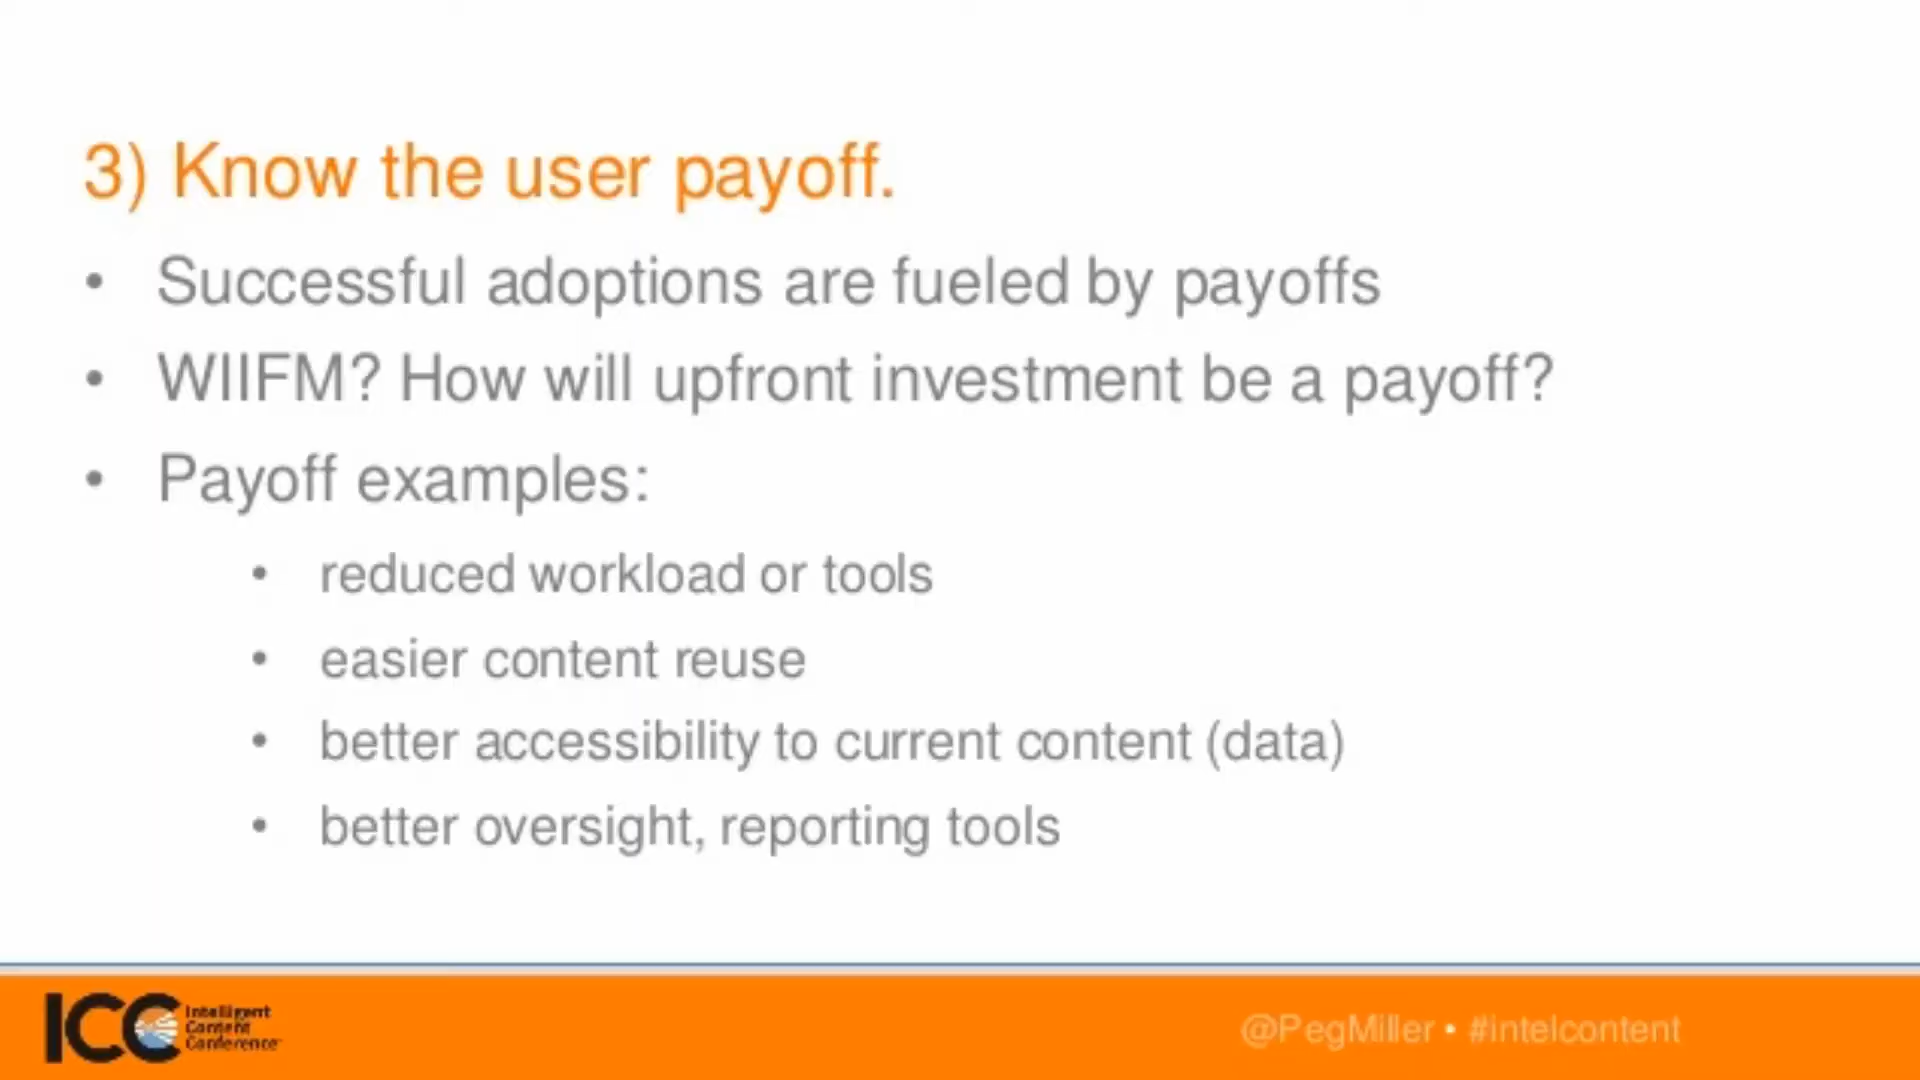 3) Know the user payoff.
• Successful adoptions are fueled by payoffs
• WIIFM? How will upfront investment be a payoff?
• Payoff examples:
• reduced workload or tools
• easier content reuse
• better accessibility to current content (data)
• better oversight, reporting tools
ICC
Intelligent
Content
Conference
@PegMiller • #intelcontent